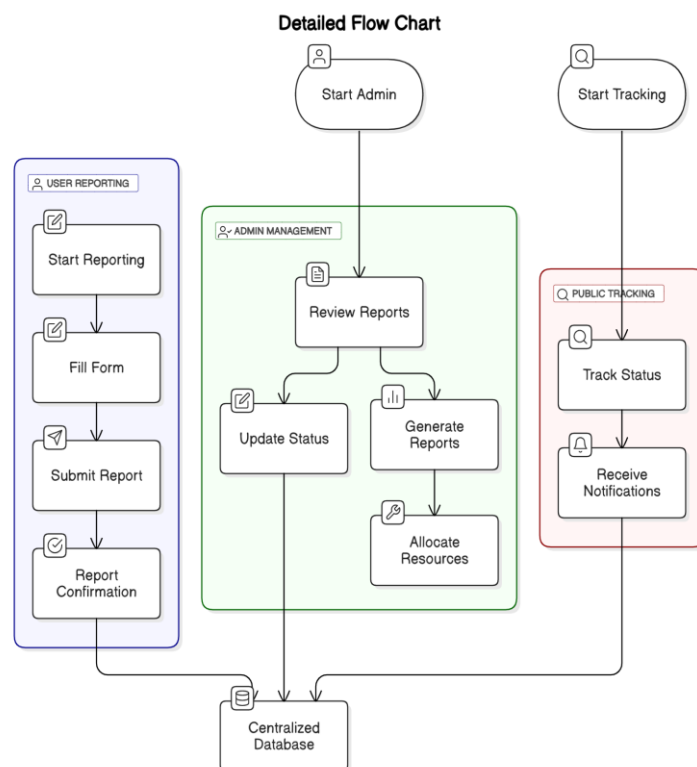 Detailed Flow Chart
Start Admin
Start Tracking
USER REPORTING
Start Reporting
Fill Form
Submit Report
Report
Confirmation
ADMIN MANAGEMENT
Review Reports
Update Status
Generate
Reports
Allocate
Resources
PUBLIC TRACKING
Track Status
Receive
Notifications
Centralized
Database